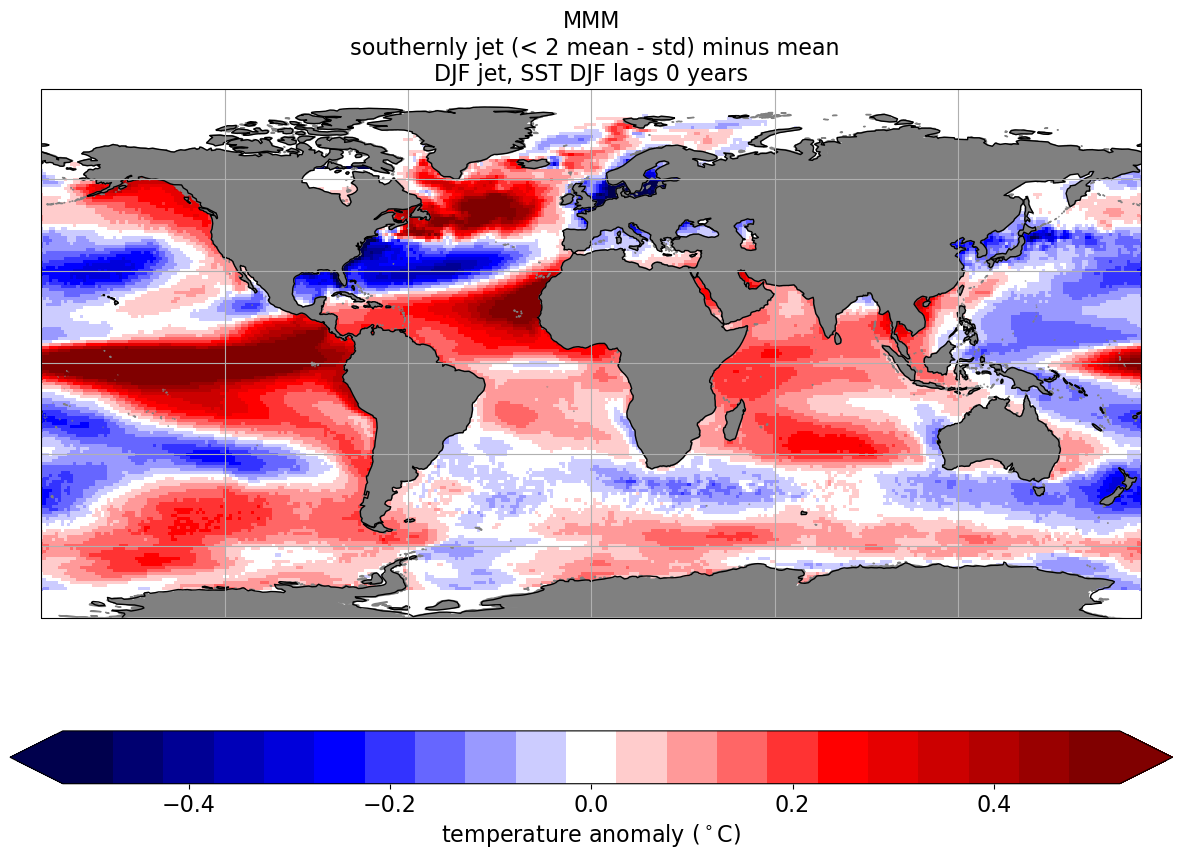 MMM
southernly jet (< 2 mean - std) minus mean
DJF jet, SST DJF lags 0 years
−0.4 −0.2 0.0 0.2 0.4
temperature anomaly (°C)